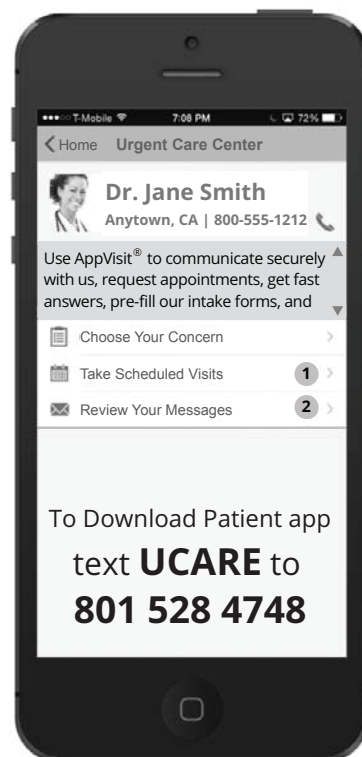 T-Mobile 7:08 PM 72%
Home Urgent Care Center
Dr. Jane Smith
Anytown, CA | 800-555-1212
Use AppVisit® to communicate securely
with us, request appointments, get fast
answers, pre-fill our intake forms, and
Choose Your Concern
Take Scheduled Visits 1
Review Your Messages 2
To Download Patient app
text UCARE to
801 528 4748